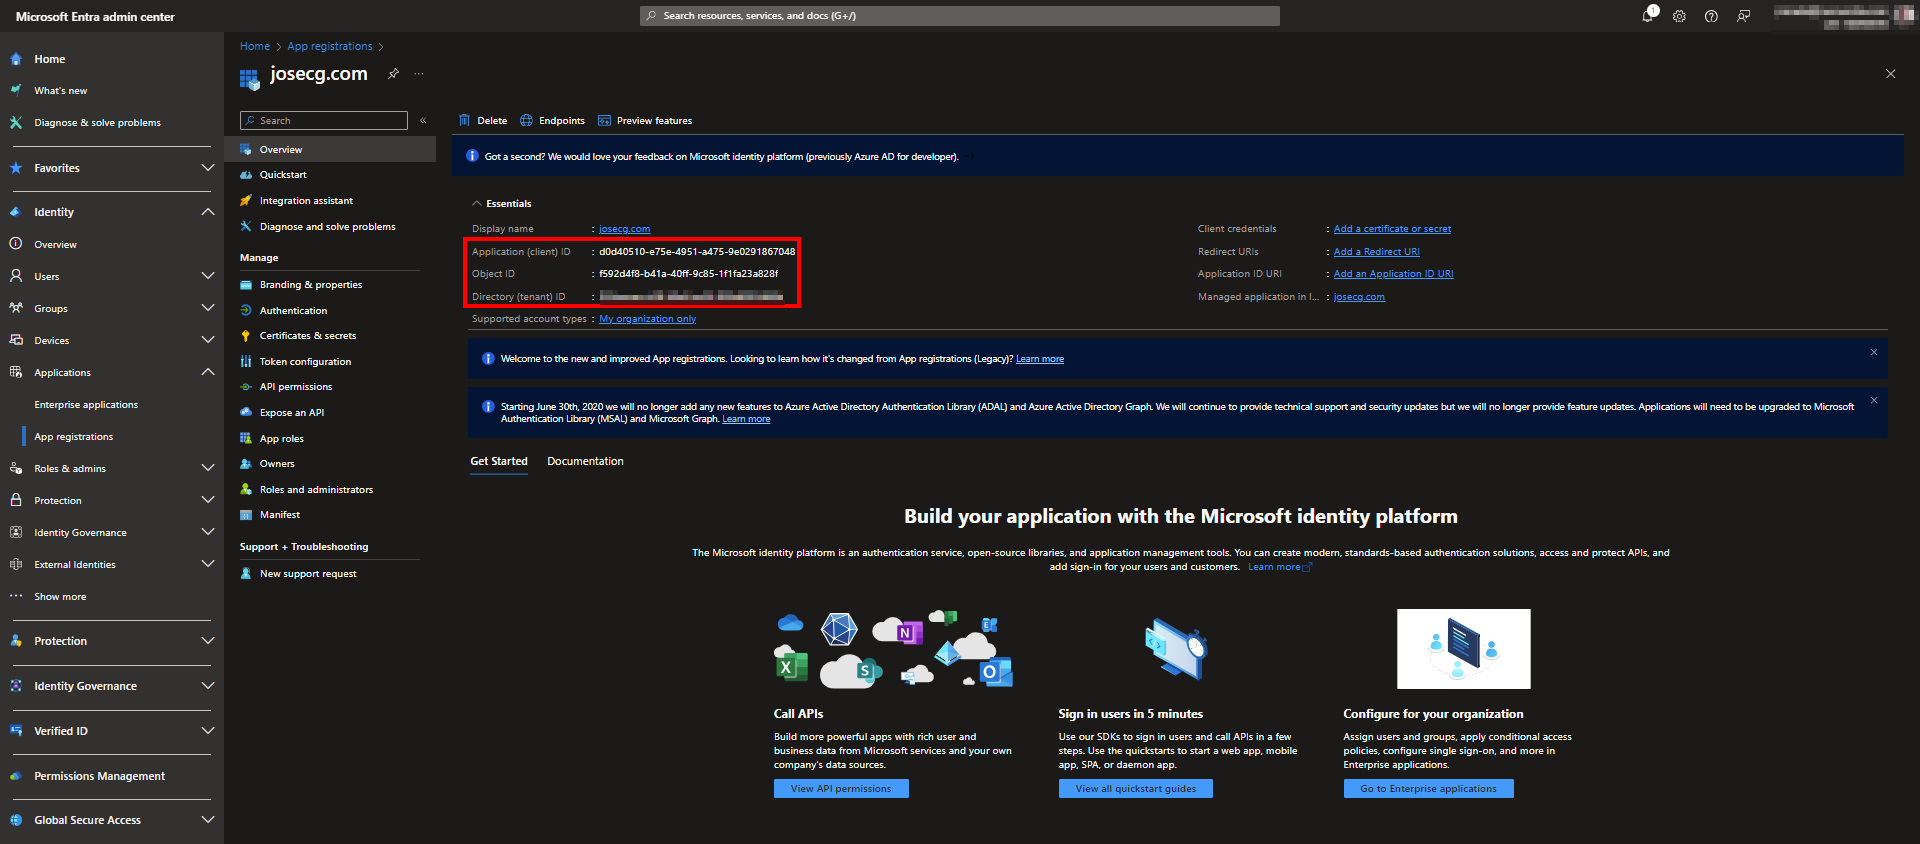 Microsoft Entra admin center
Search resources, services, and docs (G+/)
1
Home
What's new
Diagnose & solve problems
Favorites
Identity
Overview
Users
Groups
Devices
Applications
Enterprise applications
App registrations
Roles & admins
Protection
Identity Governance
External Identities
Show more
Protection
Identity Governance
Verified ID
Permissions Management
Global Secure Access
Home > App registrations >
josecg.com
Search
Overview
Quickstart
Integration assistant
Diagnose and solve problems
Manage
Branding & properties
Authentication
Certificates & secrets
Token configuration
API permissions
Expose an API
App roles
Owners
Roles and administrators
Manifest
Support + Troubleshooting
New support request
Delete Endpoints Preview features
Got a second? We would love your feedback on Microsoft identity platform (previously Azure AD for developer).
Essentials
Display name : josecg.com
Application (client) ID : d0d40510-e75e-4951-a475-9e0291867048
Object ID : f592d4f8-b41a-40ff-9c85-1f1fa23a828f
Directory (tenant) ID :
Supported account types : My organization only
Client credentials : Add a certificate or secret
Redirect URIs : Add a Redirect URI
Application ID URI : Add an Application ID URI
Managed application in l... : josecg.com
Welcome to the new and improved App registrations. Looking to learn how it's changed from App registrations (Legacy)? Learn more
Starting June 30th, 2020 we will no longer add any new features to Azure Active Directory Authentication Library (ADAL) and Azure Active Directory Graph. We will continue to provide technical support and security updates but we will no longer provide feature updates. Applications will need to be upgraded to Microsoft
Authentication Library (MSAL) and Microsoft Graph. Learn more
Get Started Documentation
Build your application with the Microsoft identity platform
The Microsoft identity platform is an authentication service, open-source libraries, and application management tools. You can create modern, standards-based authentication solutions, access and protect APIs, and
add sign-in for your users and customers. Learn more
N
E
X
S
O
Call APIs
Build more powerful apps with rich user and
business data from Microsoft services and your own
company's data sources.
View API permissions
Sign in users in 5 minutes
Use our SDKs to sign in users and call APIs in a few
steps. Use the quickstarts to start a web app, mobile
app, SPA, or daemon app.
View all quickstart guides
Configure for your organization
Assign users and groups, apply conditional access
policies, configure single sign-on, and more in
Enterprise applications.
Go to Enterprise applications